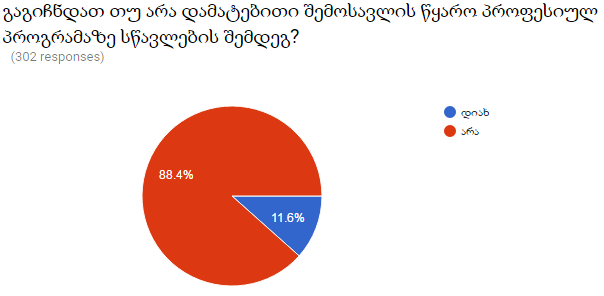 გაგიჩნდათ თუ არა დამატებითი შემოსავლის წყარო პროფესიულ
პროგრამაზე სწავლების შემდეგ?
(302 responses)
დიახ
არა
88.4%
11.6%